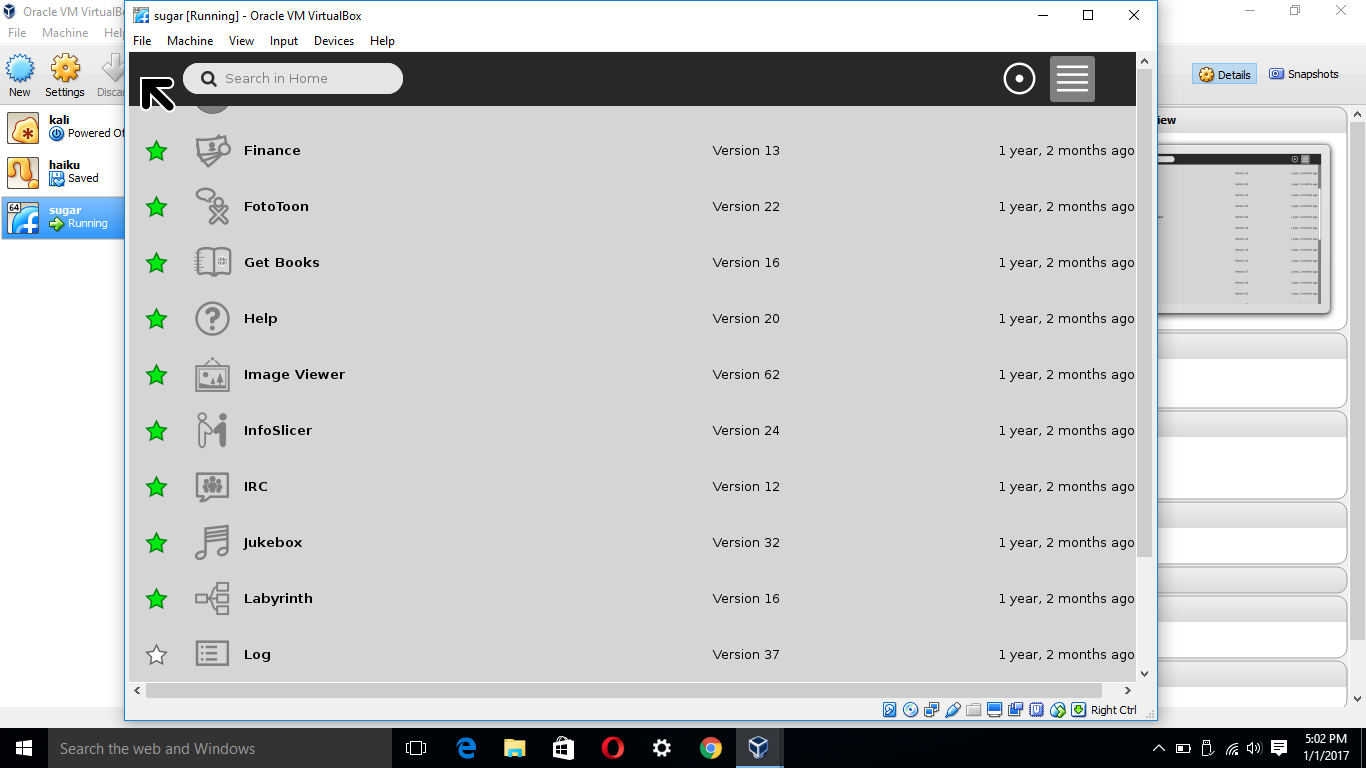 Oracle VM VirtualBo
sugar [Running] - Oracle VM VirtualBox
File Machine Help
File Machine View Input Devices Help
New Settings Discar
Details Snapshots
Search in Home
kali
Powered Of
haiku
Saved
64
sugar
Running
iew
Finance Version 13 1 year, 2 months ago
FotoToon Version 22 1 year, 2 months ago
Get Books Version 16 1 year, 2 months ago
Help Version 20 1 year, 2 months ago
Image Viewer Version 62 1 year, 2 months ago
InfoSlicer Version 24 1 year, 2 months ago
IRC Version 12 1 year, 2 months ago
Jukebox Version 32 1 year, 2 months ago
Labyrinth Version 16 1 year, 2 months ago
Log Version 37 1 year, 2 months ago
Right Ctrl
Search the web and Windows
5:02 PM
1/1/2017